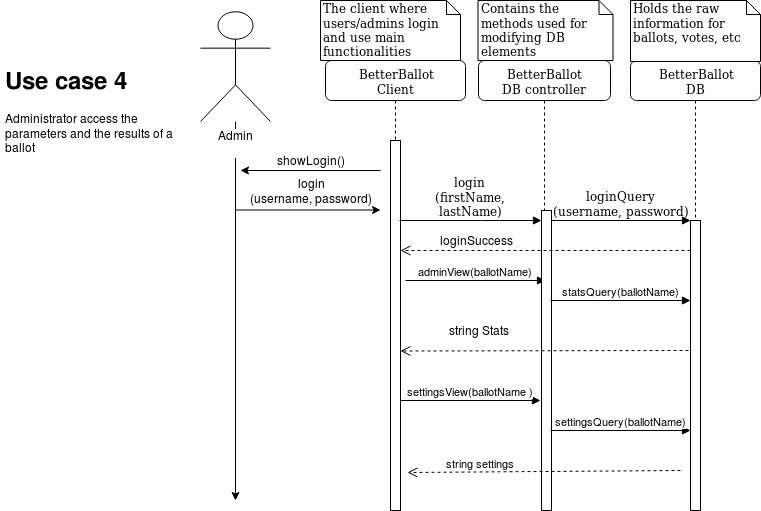 The client where
users/admins login
and use main
functionalities
Contains the
methods used for
modifying DB
elements
Holds the raw
information for
ballots, votes, etc
BetterBallot
Client
BetterBallot
DB controller
BetterBallot
DB
Use case 4
Administrator access the
parameters and the results of a
ballot
Admin
showLogin()
login
(username, password)
login
(firstName,
lastName)
loginQuery
(username, password)
loginSuccess
adminView(ballotName)
statsQuery(ballotName)
string Stats
settingsView(ballotName )
settingsQuery(ballotName)
string settings